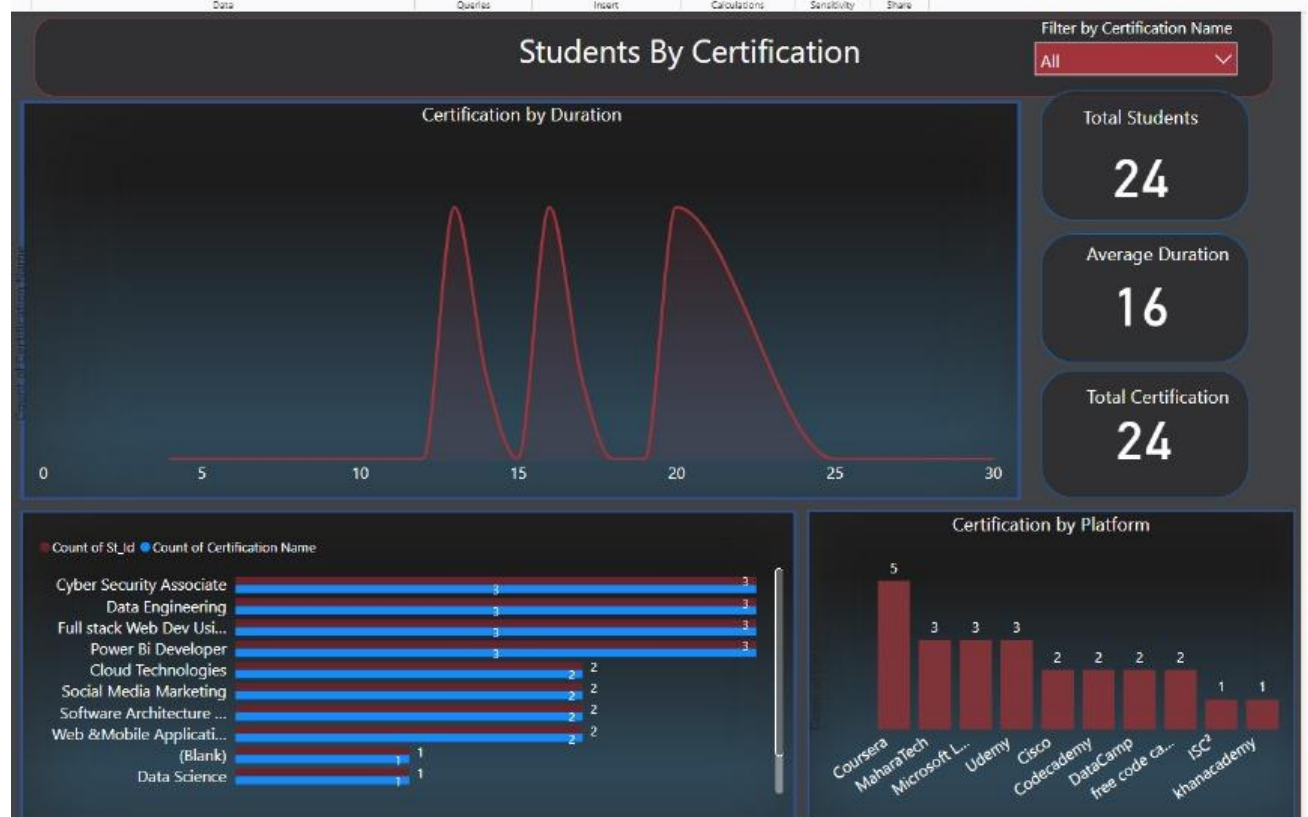 Data Queries Insert Calculations Sensitivity Share
Students By Certification
Filter by Certification Name
All
Certification by Duration
Count of Certification Name
0 5 10 15 20 25 30
Total Students
24
Average Duration
16
Total Certification
24
Count of St_Id Count of Certification Name
Cyber Security Associate 3 3
Data Engineering 3 3
Full stack Web Dev Usi... 3 3
Power Bi Developer 3 3
Cloud Technologies 2 2
Social Media Marketing 2 2
Software Architecture ... 2 2
Web &Mobile Applicati... 2 2
(Blank) 1 1
Data Science 1 1
Certification by Platform
5 3 3 3 2 2 2 2 1 1
Coursera
MaharaTech
Microsoft L...
Udemy
Cisco
Codecademy
DataCamp
free code ca...
ISC²
khanacademy